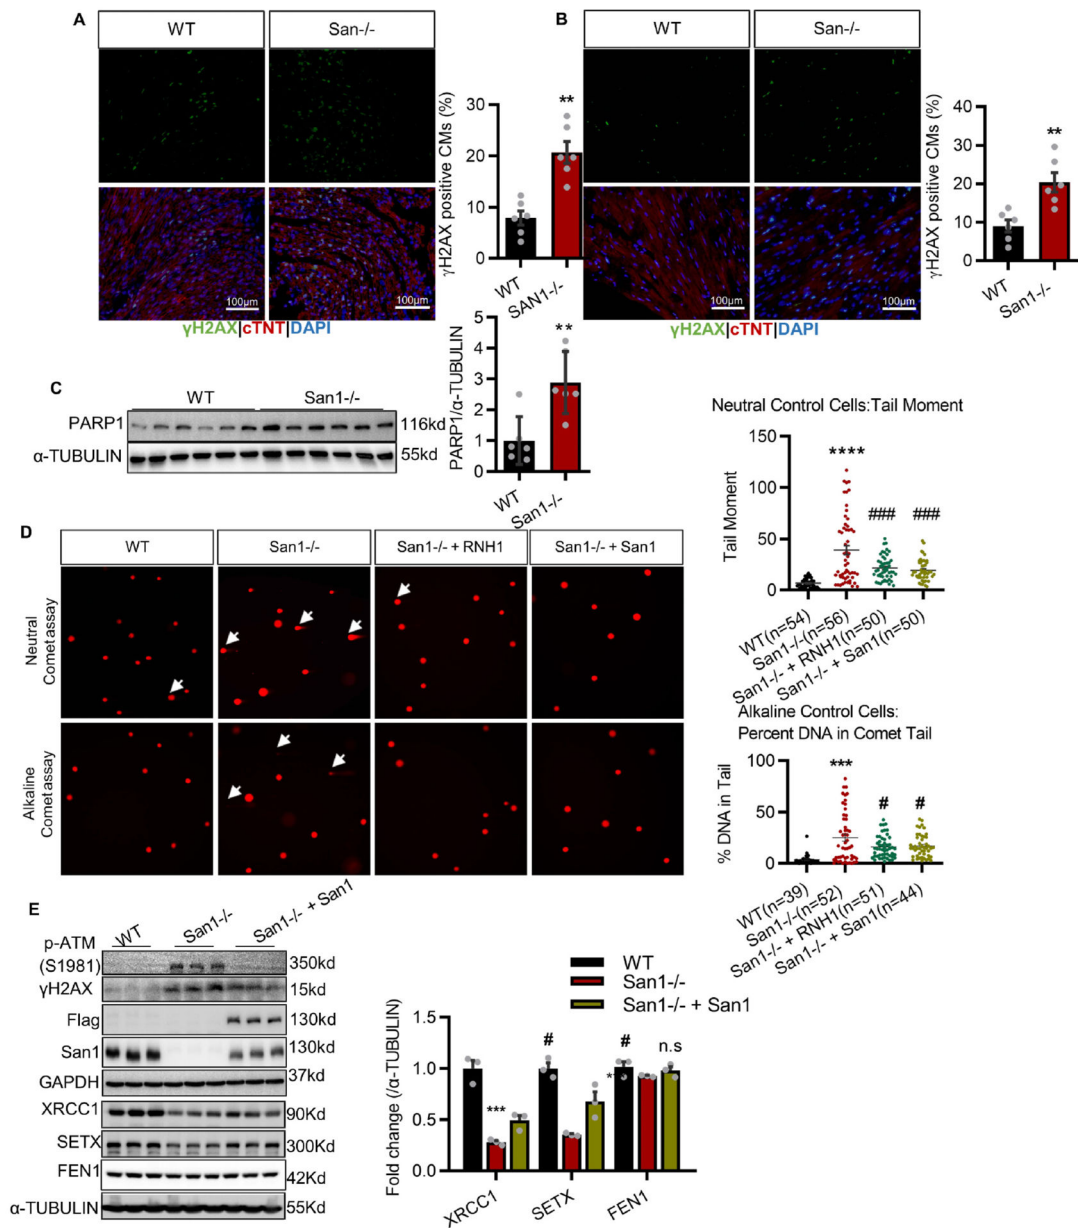 A
WT
San-/-
γH2AX positive CMs (%)
30
20
10
0
**
WT
SAN1-/-
100μm
100μm
γH2AX|cTNT|DAPI
B
WT
San-/-
γH2AX positive CMs (%)
40
30
20
10
0
**
WT
San1-/-
100μm
100μm
γH2AX|cTNT|DAPI
C
WT
San1-/-
PARP1
116kd
α-TUBULIN
55kd
PARP1/α-TUBULIN
5
4
3
2
1
0
**
WT
San1-/-
D
WT
San1-/-
San1-/- + RNH1
San1-/- + San1
Neutral
Comet assay
Alkaline
Comet assay
Neutral Control Cells:Tail Moment
Tail Moment
150
100
50
0
****
###
###
WT(n=54)
San1-/-(n=56)
San1-/- + RNH1(n=50)
San1-/- + San1(n=50)
Alkaline Control Cells:
Percent DNA in Comet Tail
% DNA in Tail
100
50
0
***
#
#
WT(n=39)
San1-/-(n=52)
San1-/- + RNH1(n=51)
San1-/- + San1(n=44)
E
WT
San1-/-
San1-/- + San1
p-ATM
(S1981)
350kd
γH2AX
15kd
Flag
130kd
San1
130kd
GAPDH
37kd
XRCC1
90Kd
SETX
300Kd
FEN1
42Kd
α-TUBULIN
55Kd
WT
San1-/-
San1-/- + San1
Fold change (/α-TUBULIN)
1.5
1.0
0.5
0.0
***
#
#
n.s
XRCC1
SETX
FEN1